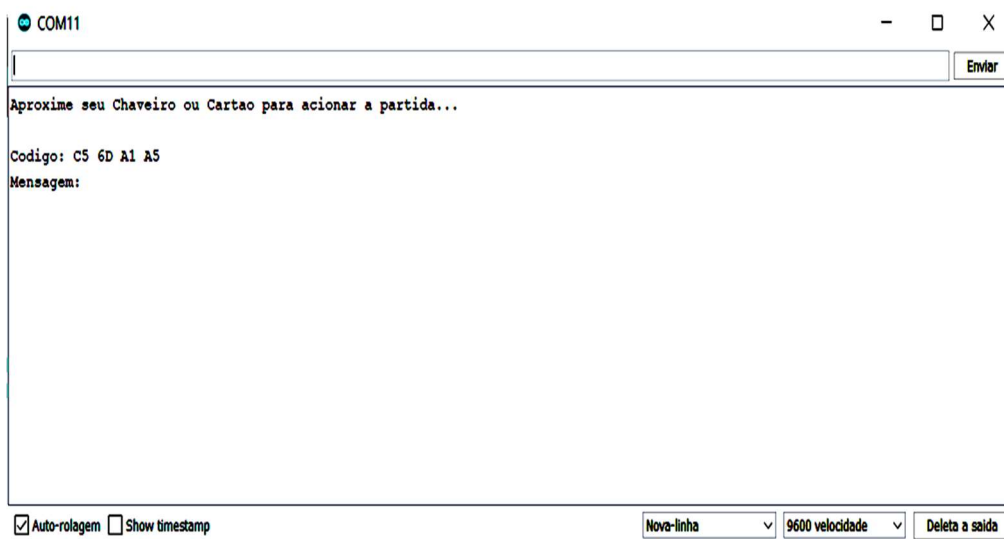 COM11
Enviar
Aproxime seu Chaveiro ou Cartao para acionar a partida...
Codigo: C5 6D A1 A5
Mensagem:
Auto-rolagem Show timestamp Nova-linha 9600 velocidade Deleta a saida